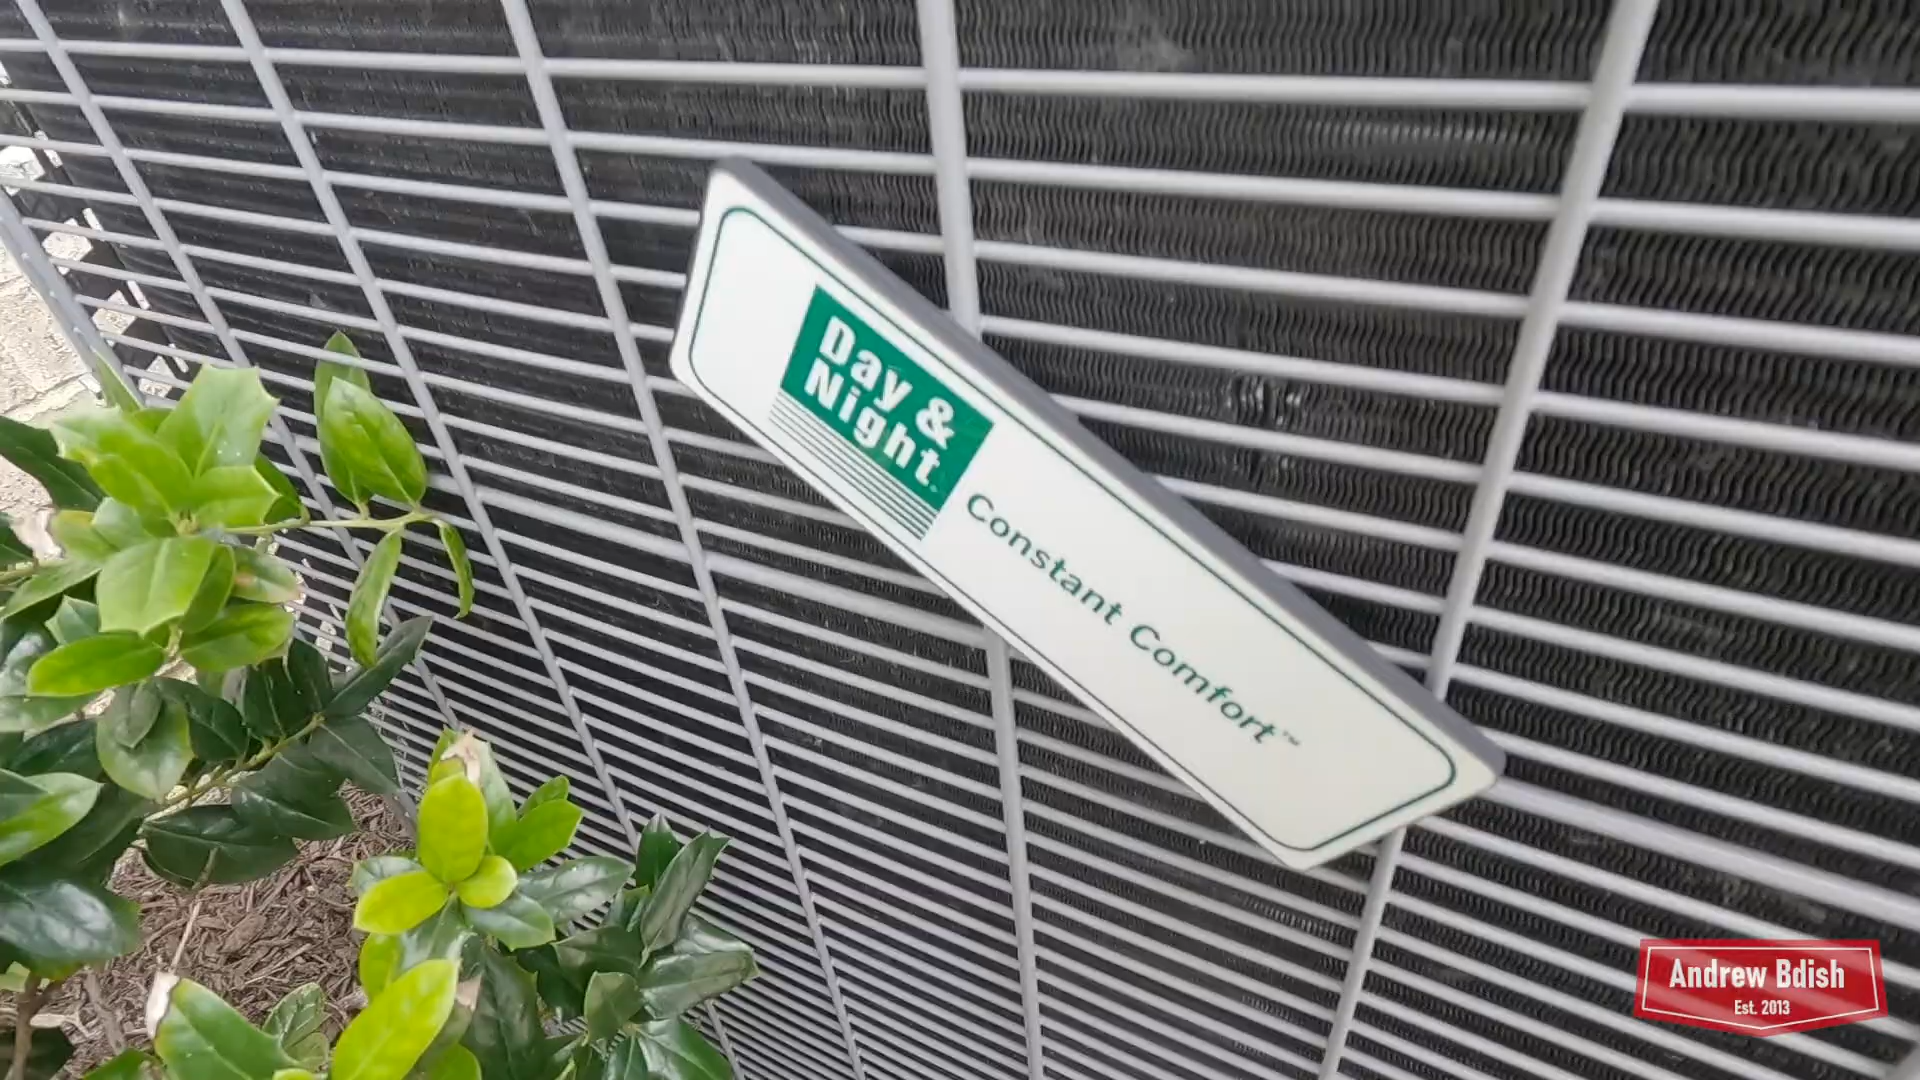 Day &
Night
Constant Comfort™
Andrew Bdish
Est. 2013